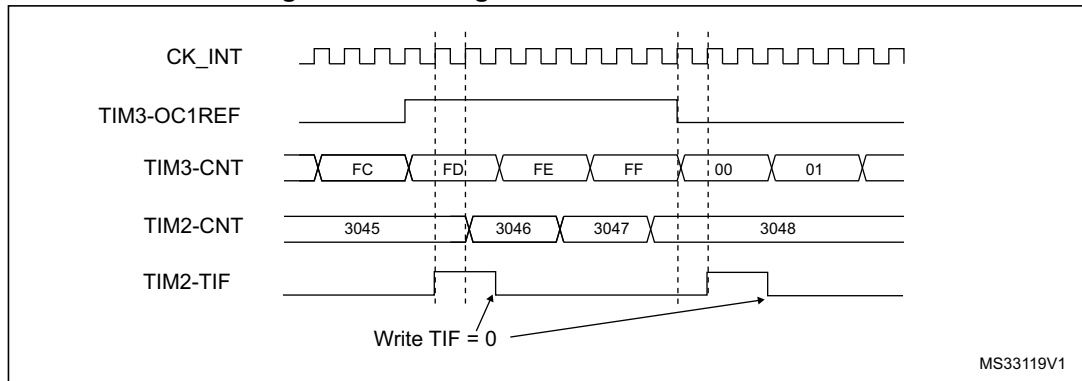 CK_INT
TIM3-OC1REF
TIM3-CNT FC FD FE FF 00 01
TIM2-CNT 3045 3046 3047 3048
TIM2-TIF
Write TIF = 0
MS33119V1